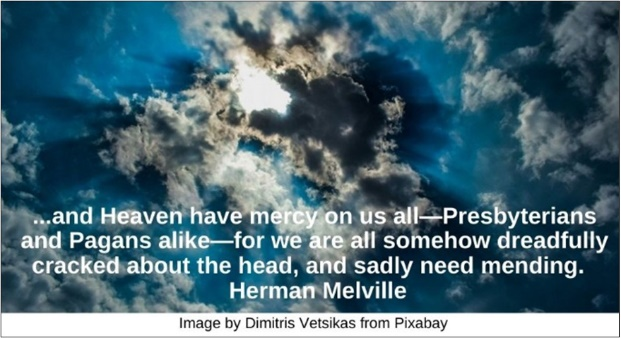 ...and Heaven have mercy on us all—Presbyterians
and Pagans alike—for we are all somehow dreadfully
cracked about the head, and sadly need mending.
Herman Melville
Image by Dimitris Vetsikas from Pixabay